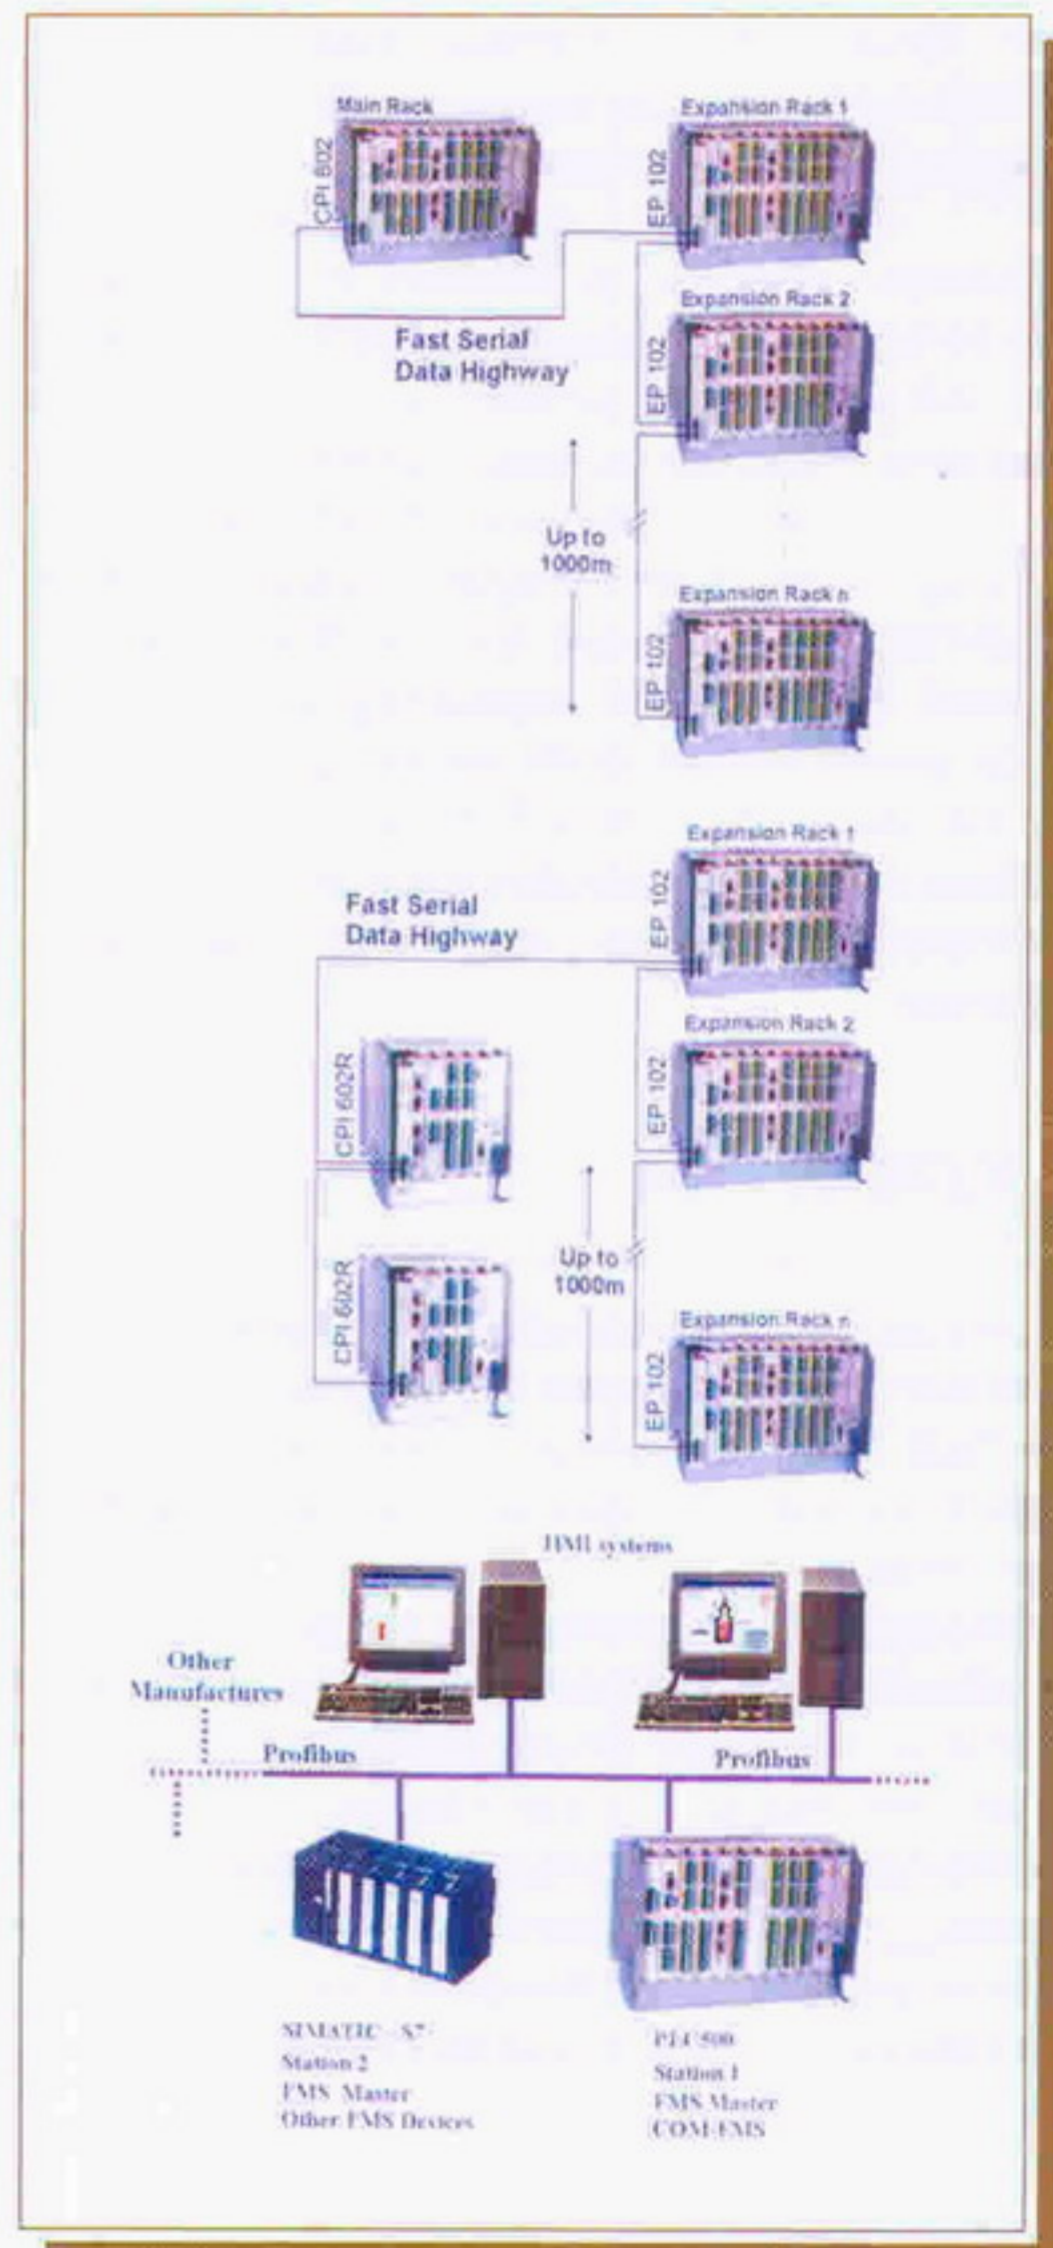 Main Rack
CPI 602
Expansion Rack 1
EP 102
Fast Serial
Data Highway
Expansion Rack 2
EP 102
Up to
1000m
Expansion Rack n
EP 102
Expansion Rack 1
EP 102
Fast Serial
Data Highway
Expansion Rack 2
EP 102
CPI 602R
CPI 602R
Up to
1000m
Expansion Rack n
EP 102
HMI systems
Other
Manufactures
Profibus
Profibus
SIMATIC S7
Station 2
FMS Master
Other FMS Devices
PLC 500
Station 1
FMS Master
COM-FMS